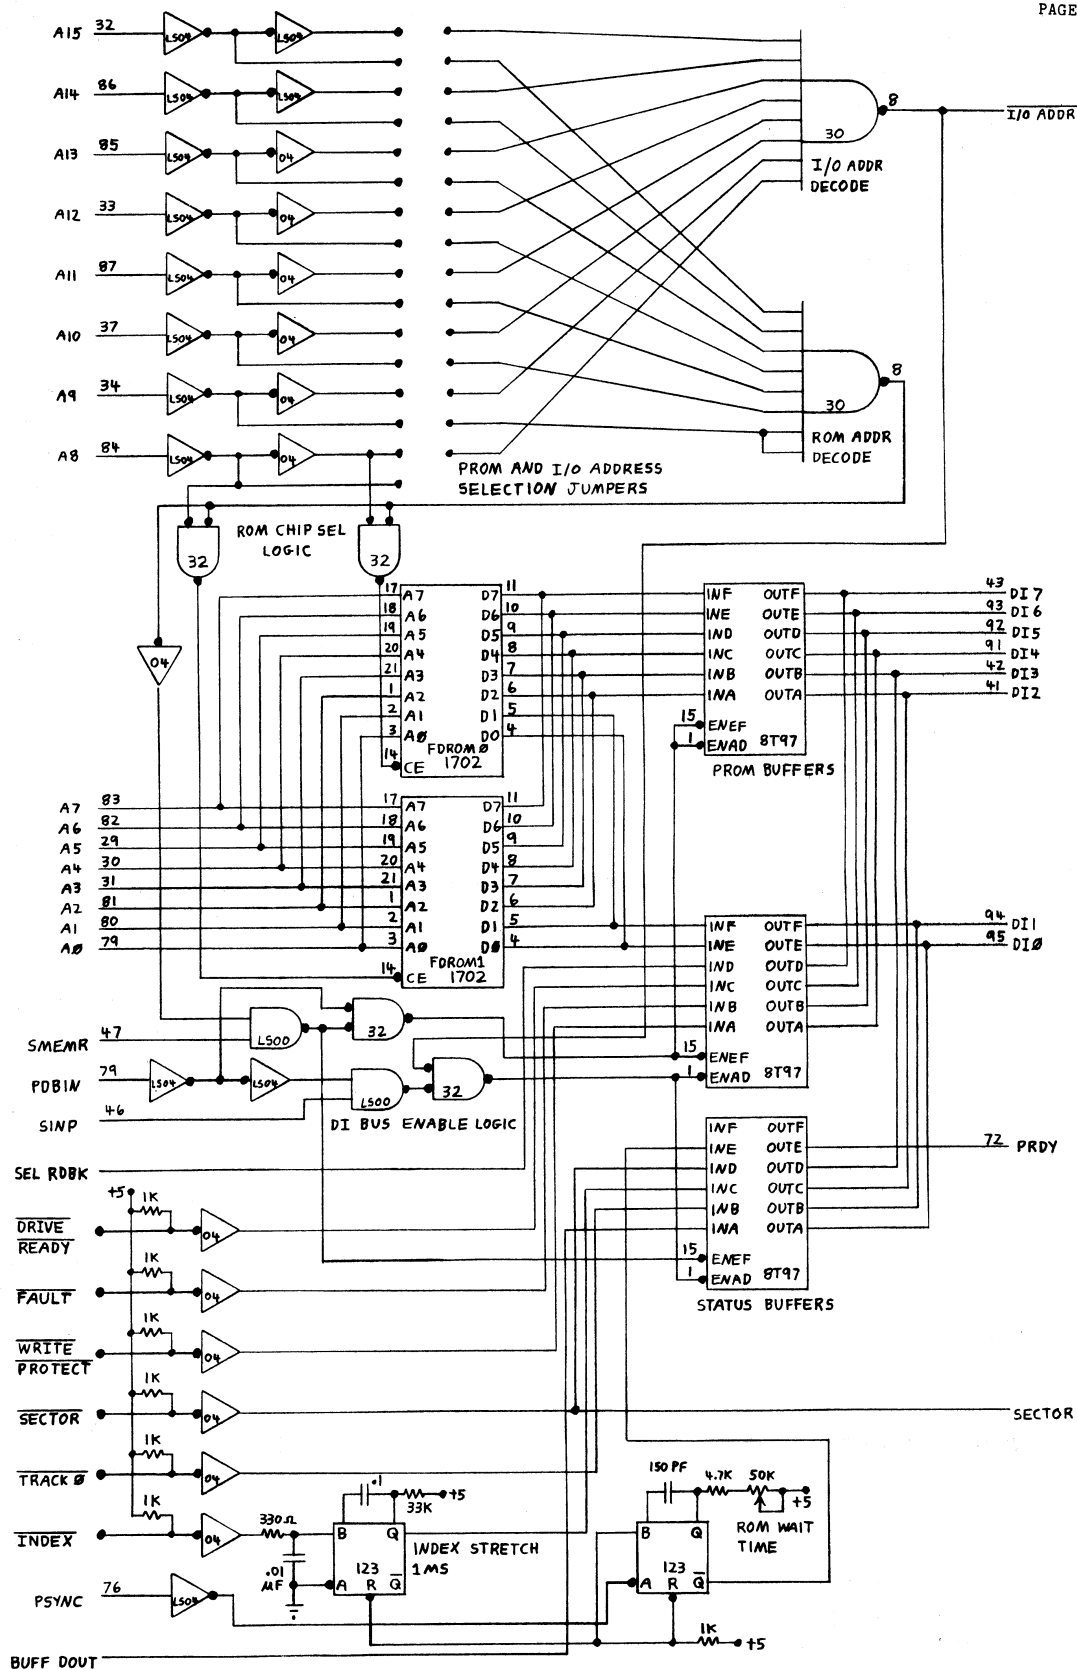 PAGE
A15 32 LS04 LS04
8 I/O ADDR
A14 86 LS04 LS04
30
I/O ADDR
DECODE
A13 85 LS04 04
A12 33 LS04 04
A11 87 LS04 04
A10 37 LS04 04
8
A9 34 LS04 04
30
A8 84 LS04 04
ROM ADDR
DECODE
PROM AND I/O ADDRESS
SELECTION JUMPERS
ROM CHIP SEL
LOGIC
32 32
04
17 A7 D7 11
18 A6 D6 10
19 A5 D5 9
20 A4 D4 8
21 A3 D3 7
1 A2 D2 6
2 A1 D1 5
3 A0 D0 4
FDROM0
14 CE 1702
INF OUTF 43 DI7
INE OUTE 93 DI6
IND OUTD 92 DI5
INC OUTC 91 DI4
INB OUTB 42 DI3
INA OUTA 41 DI2
15 ENEF
1 ENAD 8T97
PROM BUFFERS
A7 83 17 A7 D7 11
A6 82 18 A6 D6 10
A5 29 19 A5 D5 9
A4 30 20 A4 D4 8
A3 31 21 A3 D3 7
A2 81 1 A2 D2 6
A1 80 2 A1 D1 5
A0 79 3 A0 D0 4
FDROM1
14 CE 1702
INF OUTF 94 DI1
INE OUTE 95 DI0
IND OUTD
INC OUTC
INB OUTB
INA OUTA
15 ENEF
1 ENAD 8T97
SMEMR 47 LS00 32
PDBIN 79 LS04 LS04 LS00 32
SINP 46
DI BUS ENABLE LOGIC
INF OUTF
INE OUTE 72 PRDY
IND OUTD
INC OUTC
INB OUTB
INA OUTA
15 ENEF
1 ENAD 8T97
STATUS BUFFERS
SEL RDBK
+5 1K
DRIVE
READY
04
1K
FAULT 04
1K
WRITE
PROTECT
04
1K
SECTOR 04 SECTOR
1K
TRACK 0 04
1K
INDEX 04
330Ω
.01
µF
.1
33K +5
B Q
123
A R Q
INDEX STRETCH
1MS
150PF 4.7K 50K
+5
ROM WAIT
TIME
B Q
123
A R Q
PSYNC 76 LS04
1K +5
BUFF DOUT